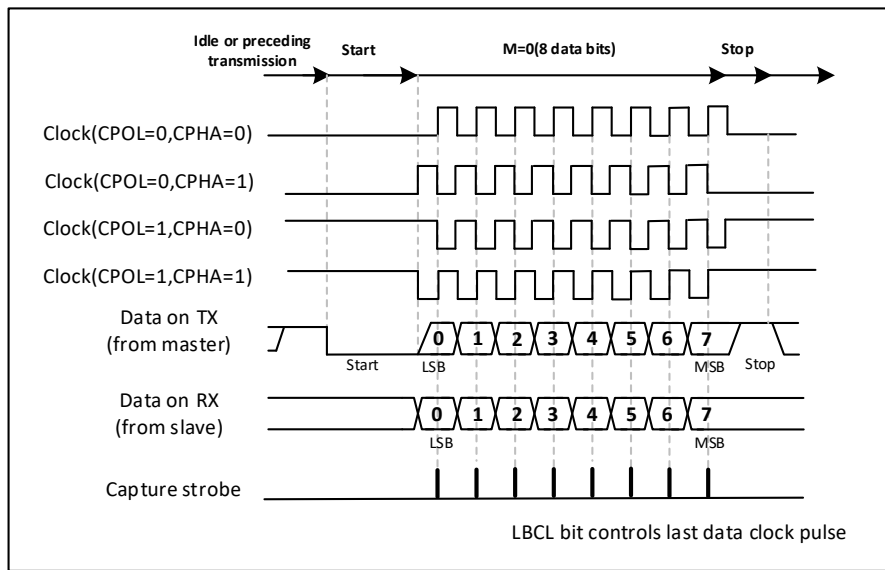 Idle or preceding
transmission
Start
M=0(8 data bits)
Stop
Clock(CPOL=0,CPHA=0)
Clock(CPOL=0,CPHA=1)
Clock(CPOL=1,CPHA=0)
Clock(CPOL=1,CPHA=1)
Data on TX
(from master)
0 1 2 3 4 5 6 7
Start
LSB
MSB
Stop
Data on RX
(from slave)
0 1 2 3 4 5 6 7
LSB
MSB
Capture strobe
LBCL bit controls last data clock pulse